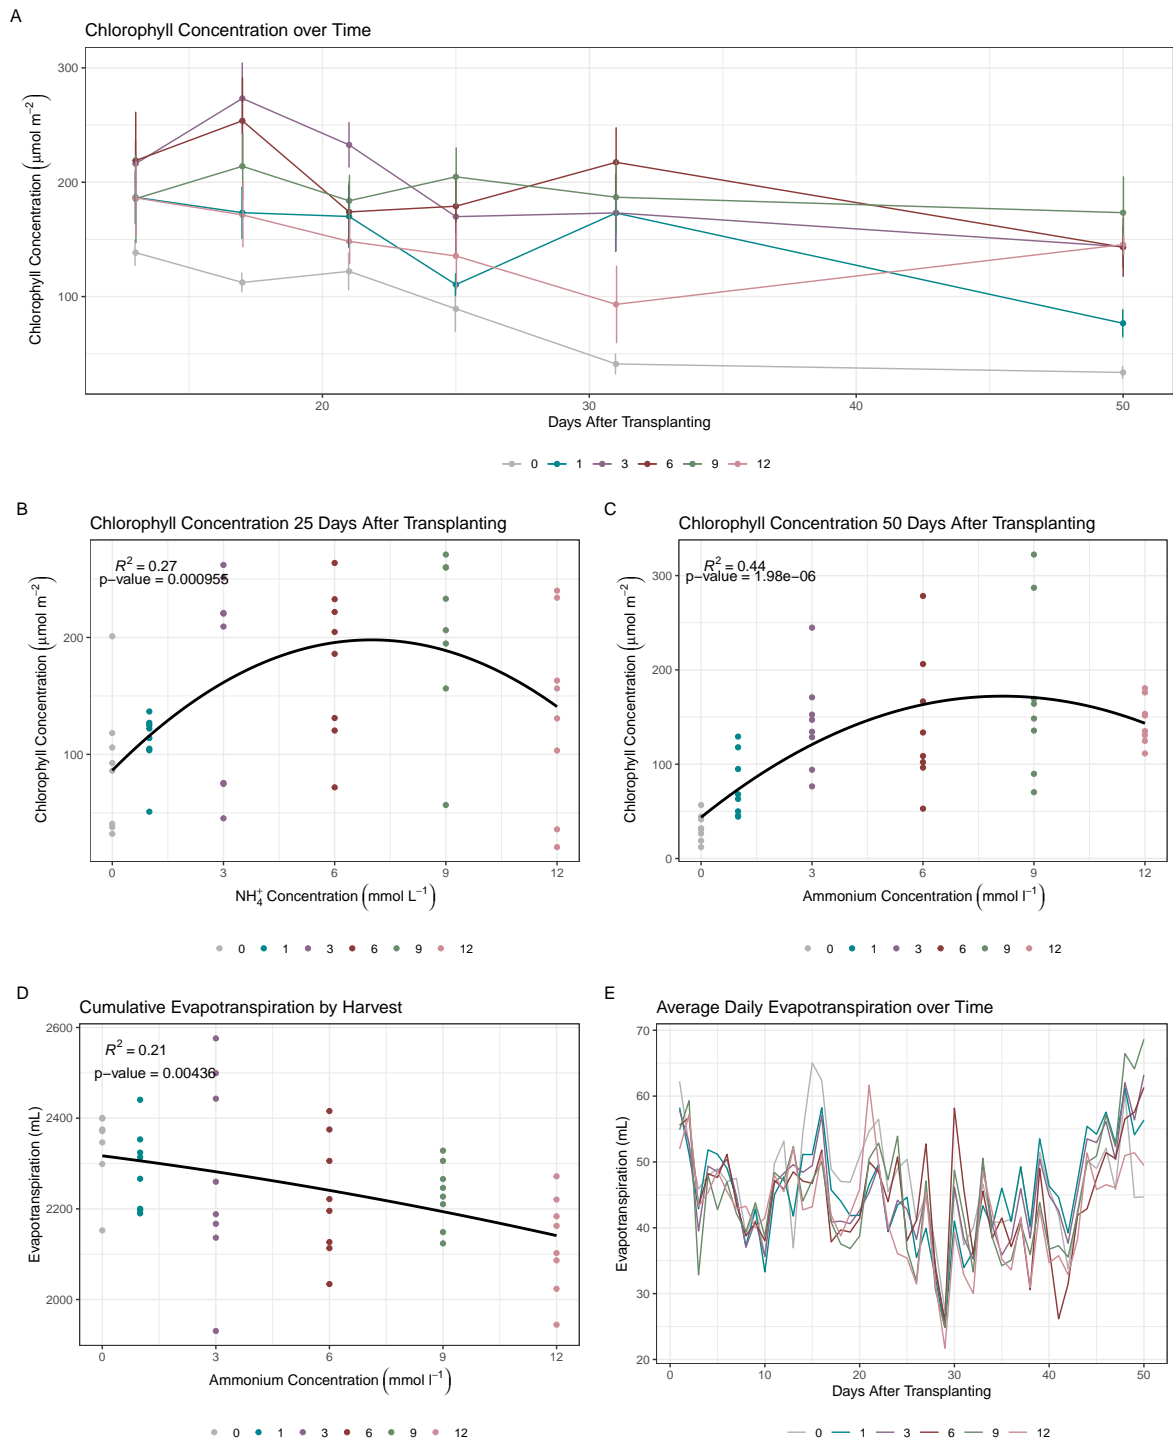 A
Chlorophyll Concentration over Time
Chlorophyll Concentration (μmol m⁻²)
300
200
100
20 30 40 50
Days After Transplanting
0 1 3 6 9 12
B
Chlorophyll Concentration 25 Days After Transplanting
R² = 0.27
p−value = 0.000955
Chlorophyll Concentration (μmol m⁻²)
200
100
0 3 6 9 12
NH₄⁺ Concentration (mmol L⁻¹)
0 1 3 6 9 12
C
Chlorophyll Concentration 50 Days After Transplanting
R² = 0.44
p−value = 1.98e−06
Chlorophyll Concentration (μmol m⁻²)
300
200
100
0
0 3 6 9 12
Ammonium Concentration (mmol l⁻¹)
0 1 3 6 9 12
D
Cumulative Evapotranspiration by Harvest
R² = 0.21
p−value = 0.00436
Evapotranspiration (mL)
2600
2400
2200
2000
0 3 6 9 12
Ammonium Concentration (mmol l⁻¹)
0 1 3 6 9 12
E
Average Daily Evapotranspiration over Time
Evapotranspiration (mL)
70
60
50
40
30
20
0 10 20 30 40 50
Days After Transplanting
0 1 3 6 9 12